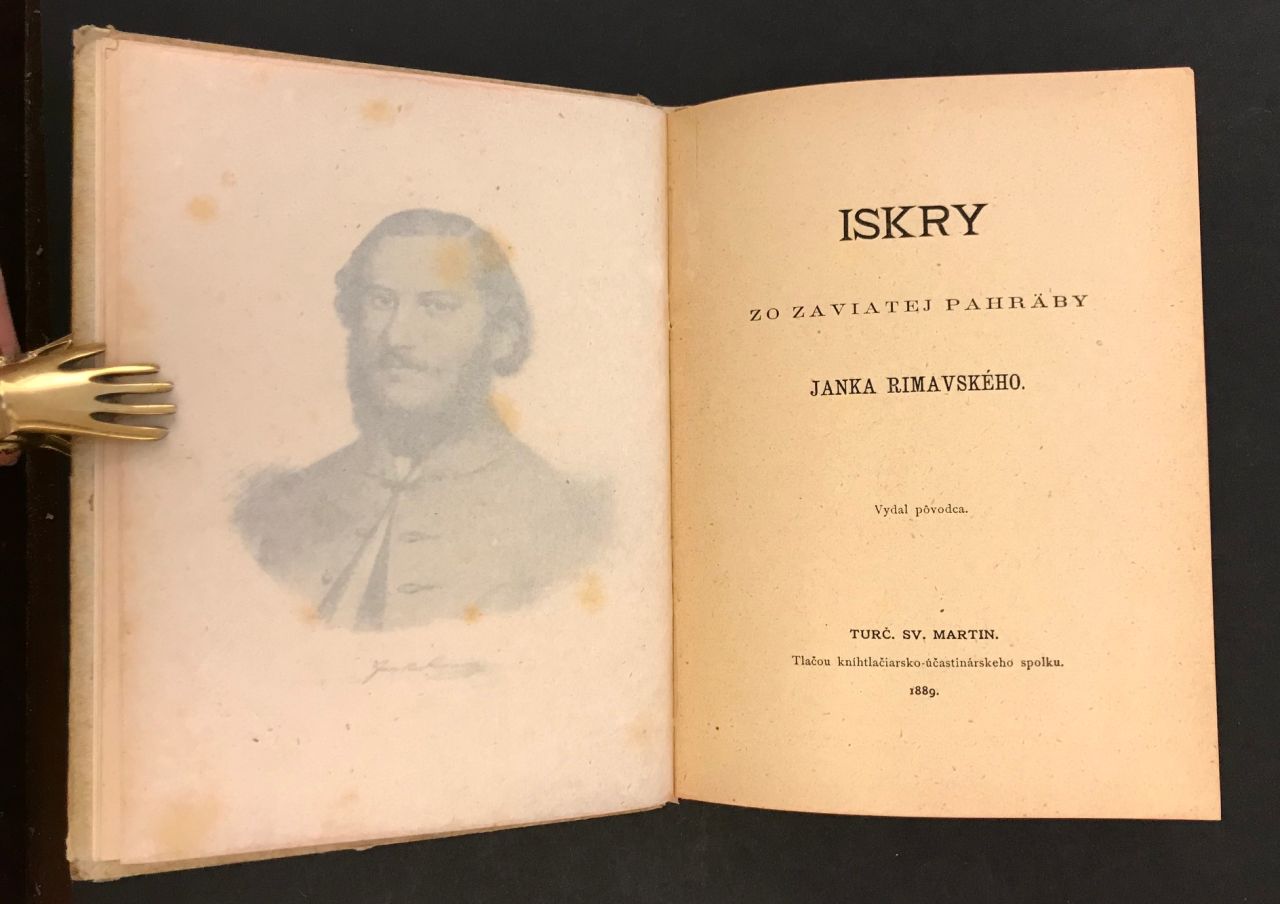 ISKRY
ZO ZAVIATEJ PAHRÄBY
JANKA RIMAVSKÉHO.
Vydal pôvodca.
TURČ. SV. MARTIN.
Tlačou kníhtlačiarsko-účastinárskeho spolku.
1889.